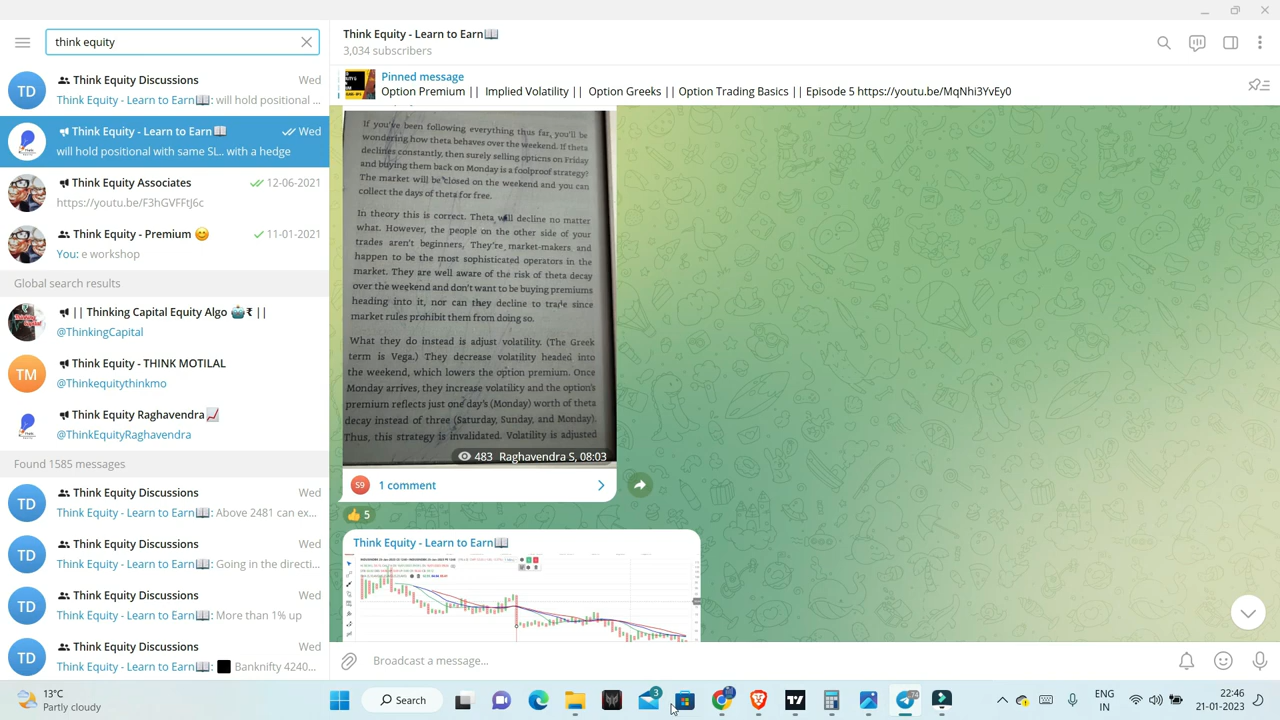 think equity
Think Equity Discussions Wed
Think Equity - Learn to Earn📖: will hold positional ...
Think Equity - Learn to Earn📖 Wed
will hold positional with same SL.. with a hedge
Think Equity Associates 12-06-2021
https://youtu.be/F3hGVFFtJ6c
Think Equity - Premium 😊 11-01-2021
You: e workshop
Global search results
|| Thinking Capital Equity Algo 🤖₹ ||
@ThinkingCapital
TM
Think Equity - THINK MOTILAL
@Thinkequitythinkmo
Think Equity Raghavendra📈
@ThinkEquityRaghavendra
Found 1585 messages
TD
Think Equity Discussions Wed
Think Equity - Learn to Earn📖: Above 2481 can ex...
TD
Think Equity Discussions Wed
Think Equity - Learn to Earn📖: Going in the directi...
TD
Think Equity Discussions Wed
Think Equity - Learn to Earn📖: More than 1% up
TD
Think Equity Discussions Wed
Think Equity - Learn to Earn📖: ⬛ Banknifty 4240...
Think Equity - Learn to Earn📖
3,034 subscribers
Pinned message
Option Premium || Implied Volatility || Option Greeks || Option Trading Basics || Episode 5 https://youtu.be/MqNhi3YvEy0
If you've been following everything thus far, you'll be
wondering how theta behaves over the weekend. If theta
declines constantly, then surely selling options on Friday
and buying them back on Monday is a foolproof strategy?
The market will be closed on the weekend and you can
collect the days of theta for free.
In theory this is correct. Theta will decline no matter
what. However, the people on the other side of your
trades aren't beginners, They're market-makers and
happen to be the most sophisticated operators in the
market. They are well aware of the risk of theta decay
over the weekend and don't want to be buying premiums
heading into it, nor can they decline to trade since
market rules prohibit them from doing so.
What they do instead is adjust volatility. (The Greek
term is Vega.) They decrease volatility headed into
the weekend, which lowers the option premium. Once
Monday arrives, they increase volatility and the option's
premium reflects just one day's (Monday) worth of theta
decay instead of three (Saturday, Sunday, and Monday).
Thus, this strategy is invalidated. Volatility is adjusted
483 Raghavendra S, 08:03
S9 1 comment
👍 5
Think Equity - Learn to Earn📖
Broadcast a message...
13°C
Partly cloudy
Search
3
74
ENG
IN
12:46
21-01-2023